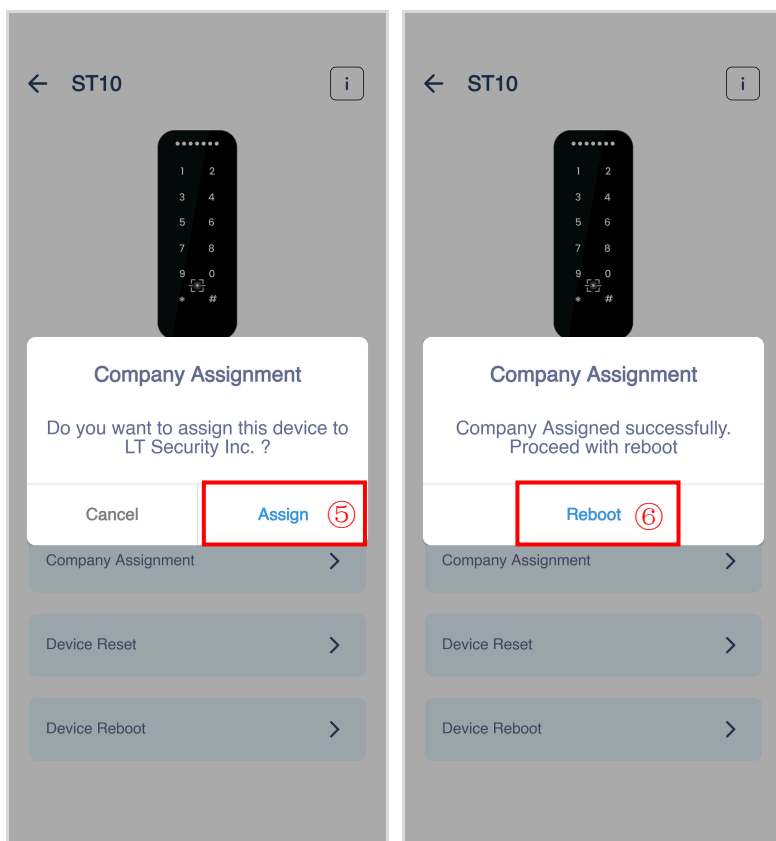 ST10
i
1 2
3 4
5 6
7 8
9 0
* #
Company Assignment
Do you want to assign this device to
LT Security Inc. ?
Cancel
Assign ⑤
Company Assignment
Device Reset
Device Reboot
ST10
i
1 2
3 4
5 6
7 8
9 0
* #
Company Assignment
Company Assigned successfully.
Proceed with reboot
Reboot ⑥
Company Assignment
Device Reset
Device Reboot